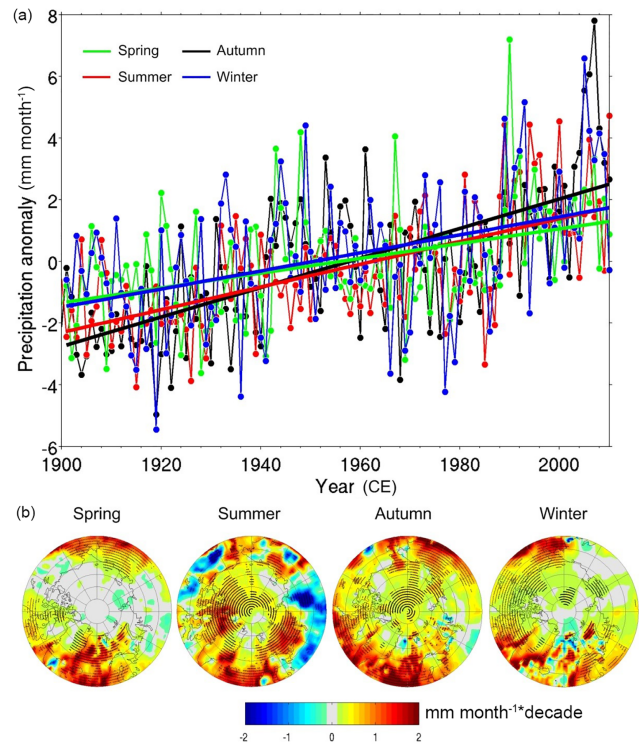 (a)
8
6
4
2
0
-2
-4
-6
Precipitation anomaly (mm month⁻¹)
Spring Autumn
Summer Winter
1900 1920 1940 1960 1980 2000
Year (CE)
(b)
Spring Summer Autumn Winter
-2 -1 0 1 2
mm month⁻¹*decade